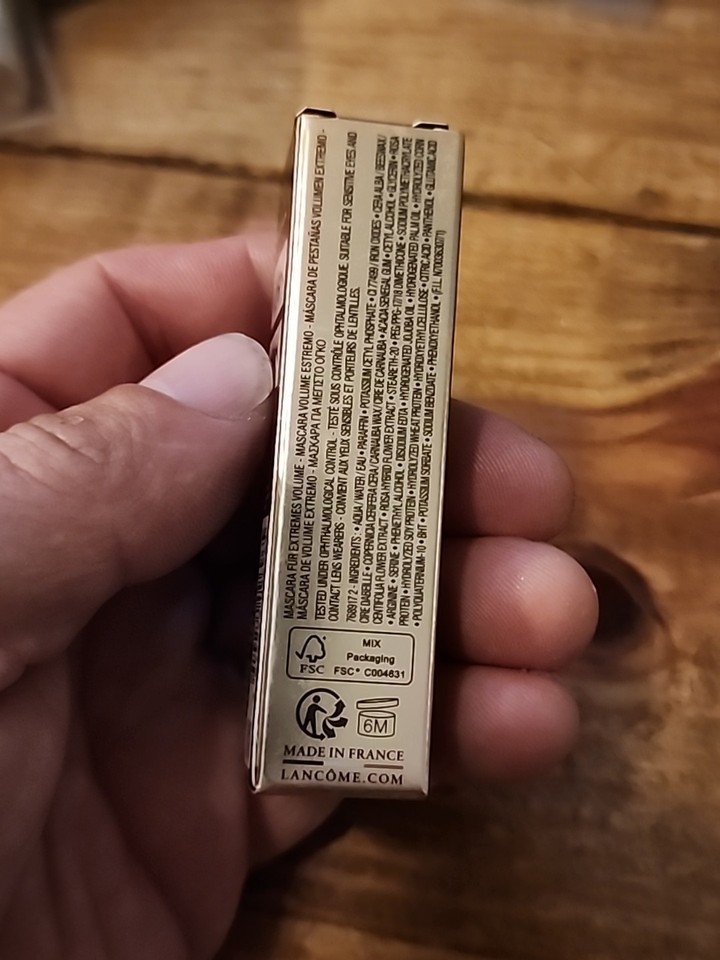 MASCARA FÜR EXTREMES VOLUME - MASCARA VOLUME ESTREMO - MÁSCARA DE PESTAÑAS VOLUMEN EXTREMO -
MÁSCARA DE VOLUME EXTREMO - ΜΑΣΚΑΡΑ ΓΙΑ ΜΕΓΙΣΤΟ ΟΓΚΟ
TESTED UNDER OPHTHALMOLOGICAL CONTROL - TESTÉ SOUS CONTRÔLE OPHTALMOLOGIQUE. SUITABLE FOR SENSITIVE EYES AND
CONTACT LENS WEARERS - CONVIENT AUX YEUX SENSIBLES ET PORTEURS DE LENTILLES.
768917 2 - INGREDIENTS : • AQUA / WATER / EAU • PARAFFIN • POTASSIUM CETYL PHOSPHATE • CI 77499 / IRON OXIDES • CERA ALBA / BEESWAX /
CIRE D'ABEILLE • COPERNICIA CERIFERA CERA / CARNAUBA WAX / CIRE DE CARNAUBA • ACACIA SENEGAL GUM • CETYL ALCOHOL • GLYCERIN • ROSA
CENTIFOLIA FLOWER EXTRACT • ROSA HYBRID FLOWER EXTRACT • STEARETH-20 • PEG/PPG-17/18 DIMETHICONE • SODIUM POLYMETHACRYLATE
• ARGININE • SERINE • PHENETHYL ALCOHOL • DISODIUM EDTA • HYDROGENATED JOJOBA OIL • HYDROGENATED PALM OIL • HYDROLYZED CORN
PROTEIN • HYDROLYZED SOY PROTEIN • HYDROLYZED WHEAT PROTEIN • HYDROXYETHYLCELLULOSE • CITRIC ACID • PANTHENOL • GLUTAMIC ACID
• POLYQUATERNIUM-10 • BHT • POTASSIUM SORBATE • SODIUM BENZOATE • PHENOXYETHANOL •
FSC
MIX
Packaging
FSC® C004631
6M
MADE IN FRANCE
LANCÔME.COM